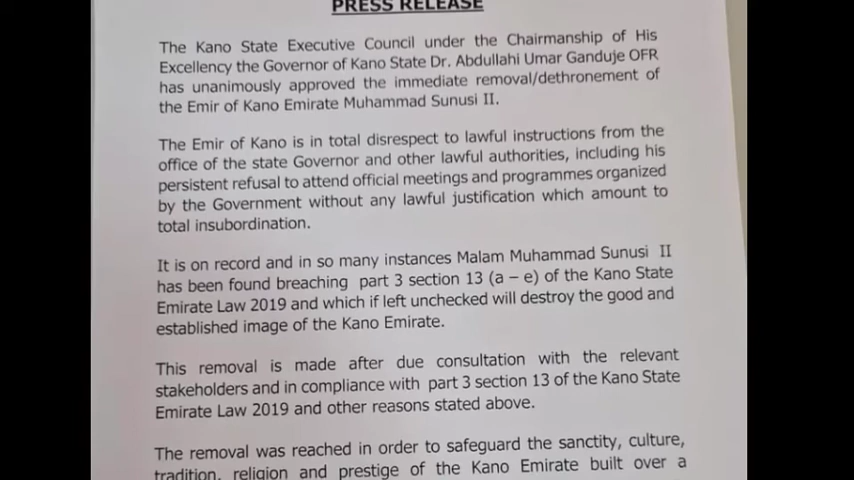 PRESS RELEASE
The Kano State Executive Council under the Chairmanship of His
Excellency the Governor of Kano State Dr. Abdullahi Umar Ganduje OFR
has unanimously approved the immediate removal/dethronement of
the Emir of Kano Emirate Muhammad Sunusi II.
The Emir of Kano is in total disrespect to lawful instructions from the
office of the state Governor and other lawful authorities, including his
persistent refusal to attend official meetings and programmes organized
by the Government without any lawful justification which amount to
total insubordination.
It is on record and in so many instances Malam Muhammad Sunusi II
has been found breaching part 3 section 13 (a – e) of the Kano State
Emirate Law 2019 and which if left unchecked will destroy the good and
established image of the Kano Emirate.
This removal is made after due consultation with the relevant
stakeholders and in compliance with part 3 section 13 of the Kano State
Emirate Law 2019 and other reasons stated above.
The removal was reached in order to safeguard the sanctity, culture,
tradition, religion and prestige of the Kano Emirate built over a